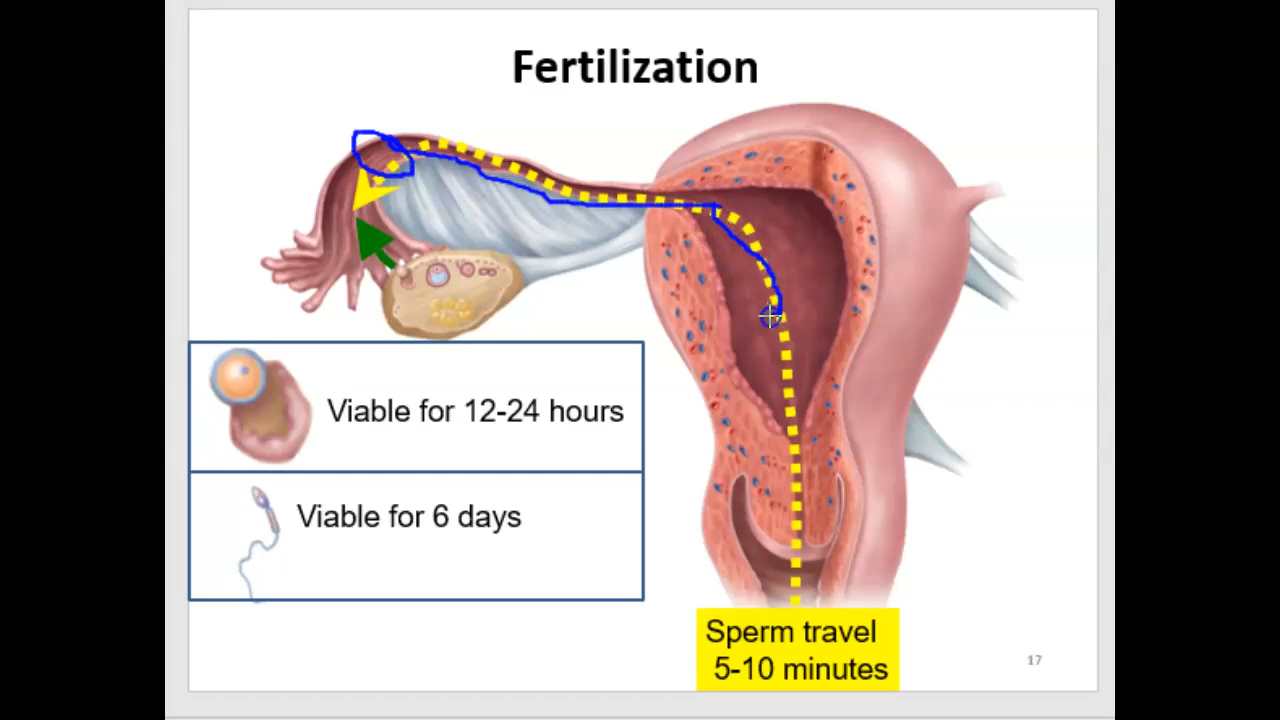 Fertilization
Viable for 12-24 hours
Viable for 6 days
Sperm travel
5-10 minutes
17